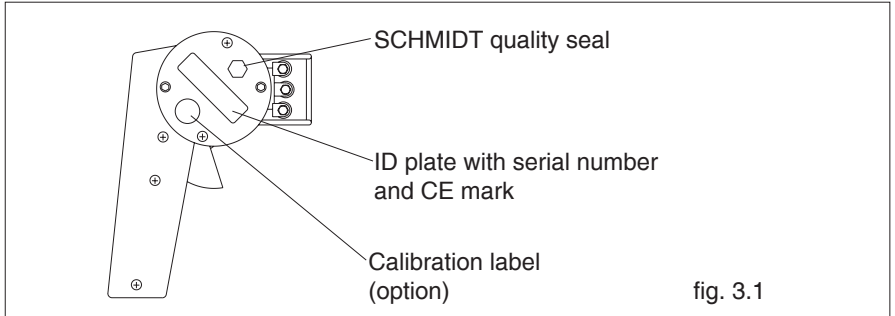 SCHMIDT quality seal
ID plate with serial number
and CE mark
Calibration label
(option)
fig. 3.1